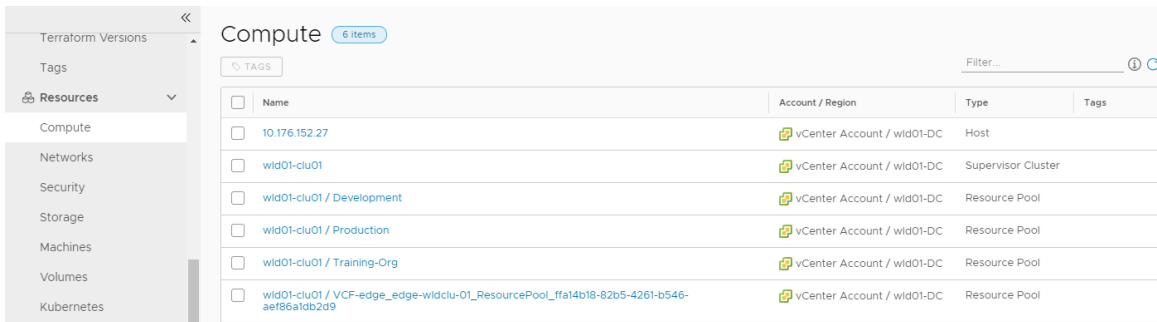 «
Terraform Versions
Tags
Resources
Compute
Networks
Security
Storage
Machines
Volumes
Kubernetes
Compute 6 items
TAGS
Filter...
Name Account / Region Type Tags
10.176.152.27 vCenter Account / wld01-DC Host
wld01-clu01 vCenter Account / wld01-DC Supervisor Cluster
wld01-clu01 / Development vCenter Account / wld01-DC Resource Pool
wld01-clu01 / Production vCenter Account / wld01-DC Resource Pool
wld01-clu01 / Training-Org vCenter Account / wld01-DC Resource Pool
wld01-clu01 / VCF-edge_edge-wldclu-01_ResourcePool_ffa14b18-82b5-4261-b546- vCenter Account / wld01-DC Resource Pool
aef86a1db2d9